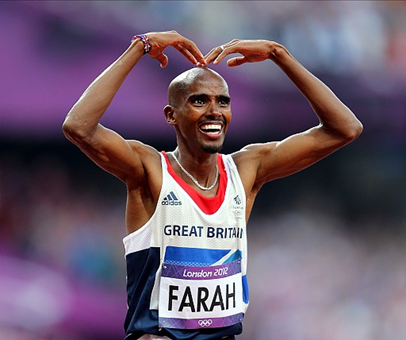 adidas
GREAT BRITAIN
London 2012
FARAH